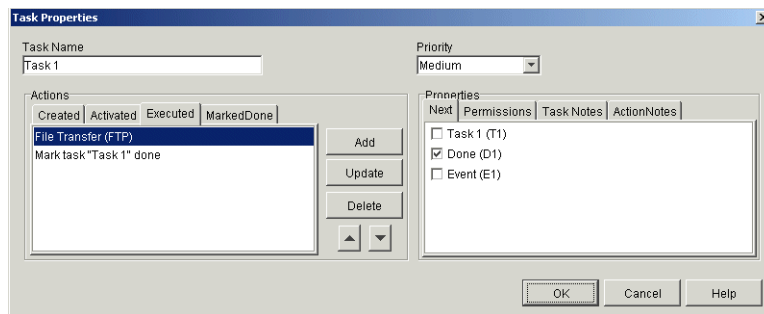 Task Properties
Task Name
Priority
Task 1
Medium
Actions
Created Activated Executed MarkedDone
File Transfer (FTP)
Mark task "Task 1" done
Add
Update
Delete
Properties
Next Permissions Task Notes ActionNotes
Task 1 (T1)
Done (D1)
Event (E1)
OK Cancel Help